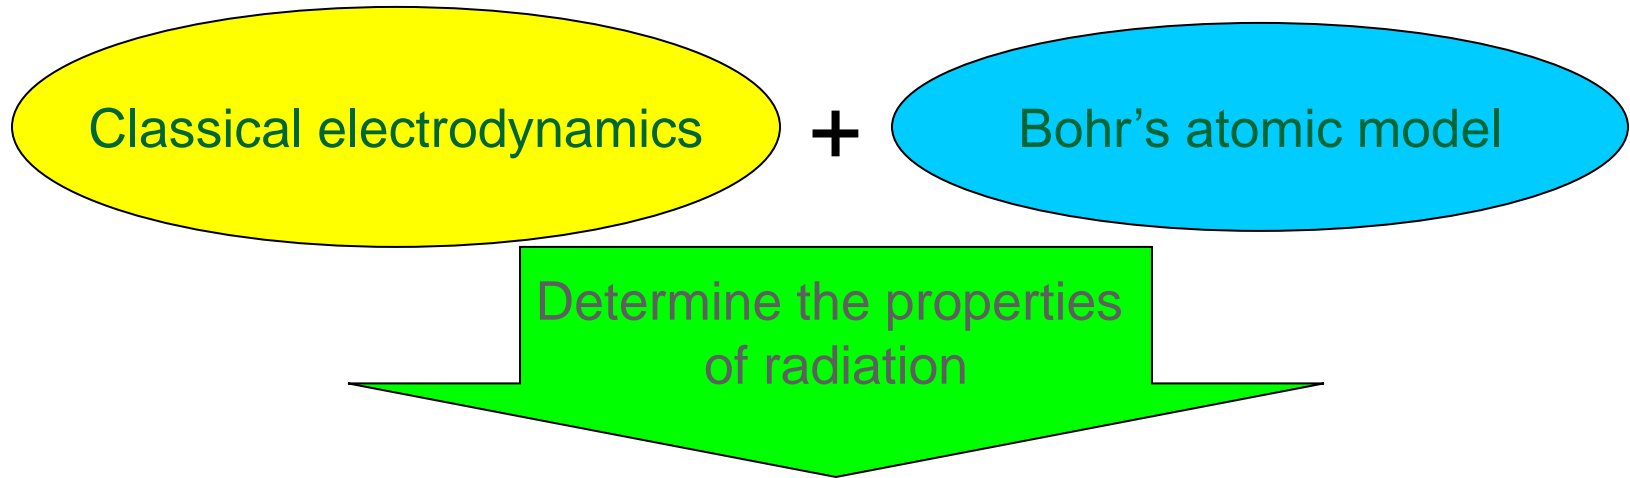 Classical electrodynamics
+
Bohr’s atomic model
Determine the properties
of radiation